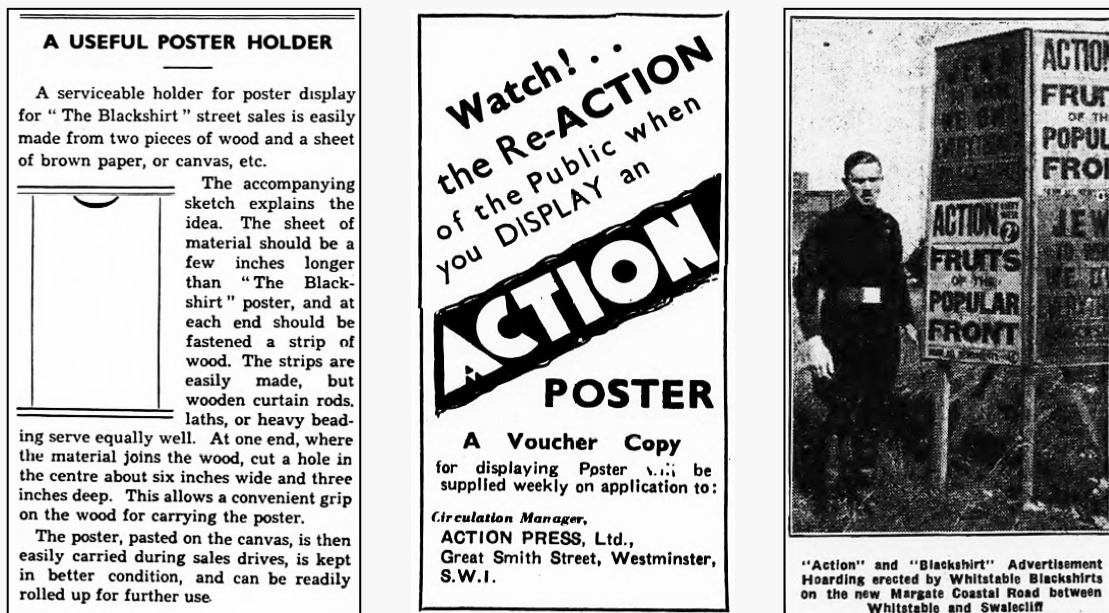 A USEFUL POSTER HOLDER
A serviceable holder for poster display
for “ The Blackshirt ” street sales is easily
made from two pieces of wood and a sheet
of brown paper, or canvas, etc.
The accompanying
sketch explains the
idea. The sheet of
material should be a
few inches longer
than “ The Black-
shirt ” poster, and at
each end should be
fastened a strip of
wood. The strips are
easily made, but
wooden curtain rods.
laths, or heavy bead-
ing serve equally well. At one end, where
the material joins the wood, cut a hole in
the centre about six inches wide and three
inches deep. This allows a convenient grip
on the wood for carrying the poster.
The poster, pasted on the canvas, is then
easily carried during sales drives, is kept
in better condition, and can be readily
rolled up for further use.
Watch! . .
the Re-ACTION
of the Public when
you DISPLAY an
ACTION
POSTER
A Voucher Copy
for displaying Poster will be
supplied weekly on application to:
Circulation Manager,
ACTION PRESS, Ltd.,
Great Smith Street, Westminster,
S.W.1.
ACTION
FRUITS
OF THE
POPULAR
FRONT
ACTION
FRUIT
OF TH
POPUL
FRO
JEW
"Action" and "Blackshirt" Advertisement
Hoarding erected by Whitstable Blackshirts
on the new Margate Coastal Road between
Whitstable and Swalecliff